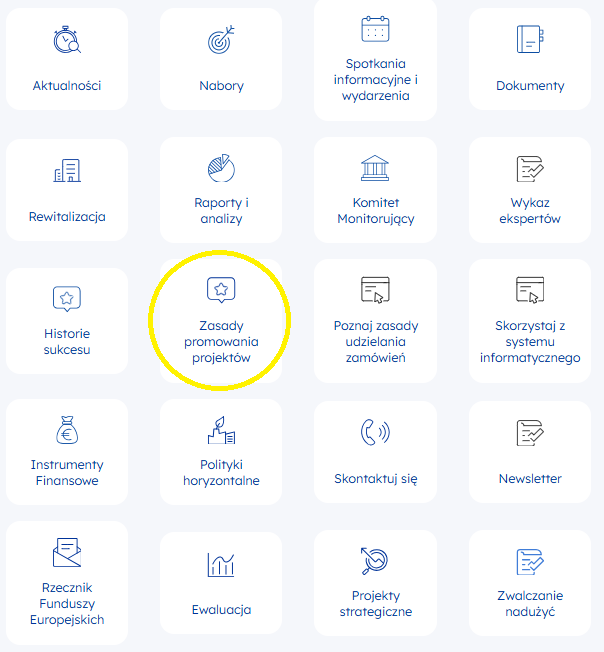 Aktualności
Nabory
Spotkania
informacyjne i
wydarzenia
Dokumenty
Rewitalizacja
Raporty i
analizy
Komitet
Monitorujący
Wykaz
ekspertów
Historie
sukcesu
Zasady
promowania
projektów
Poznaj zasady
udzielania
zamówień
Skorzystaj z
systemu
informatycznego
Instrumenty
Finansowe
Polityki
horyzontalne
Skontaktuj się
Newsletter
Rzecznik
Funduszy
Europejskich
Ewaluacja
Projekty
strategiczne
Zwalczanie
nadużyć